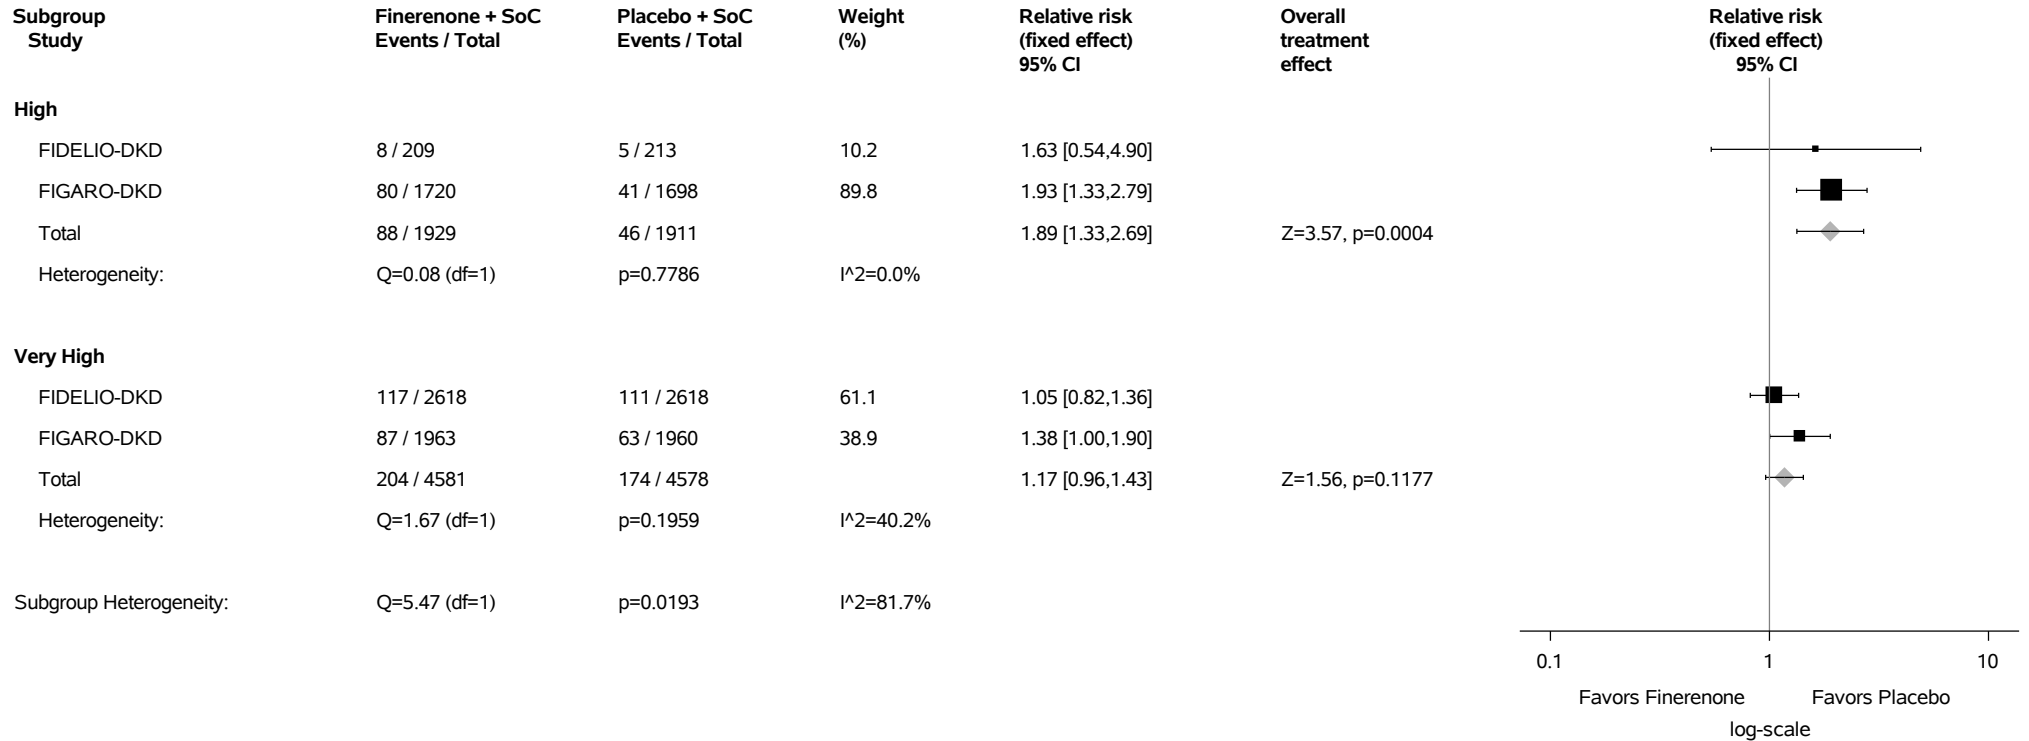 Subgroup Finerenone + SoC Placebo + SoC Weight Relative risk Overall Relative risk
Study Events / Total Events / Total (%) (fixed effect) treatment (fixed effect)
95% CI effect 95% CI
High
FIDELIO-DKD 8 / 209 5 / 213 10.2 1.63 [0.54,4.90]
FIGARO-DKD 80 / 1720 41 / 1698 89.8 1.93 [1.33,2.79]
Total 88 / 1929 46 / 1911 1.89 [1.33,2.69] Z=3.57, p=0.0004
Heterogeneity: Q=0.08 (df=1) p=0.7786 I^2=0.0%
Very High
FIDELIO-DKD 117 / 2618 111 / 2618 61.1 1.05 [0.82,1.36]
FIGARO-DKD 87 / 1963 63 / 1960 38.9 1.38 [1.00,1.90]
Total 204 / 4581 174 / 4578 1.17 [0.96,1.43] Z=1.56, p=0.1177
Heterogeneity: Q=1.67 (df=1) p=0.1959 I^2=40.2%
Subgroup Heterogeneity: Q=5.47 (df=1) p=0.0193 I^2=81.7%
0.1 1 10
Favors Finerenone Favors Placebo
log-scale